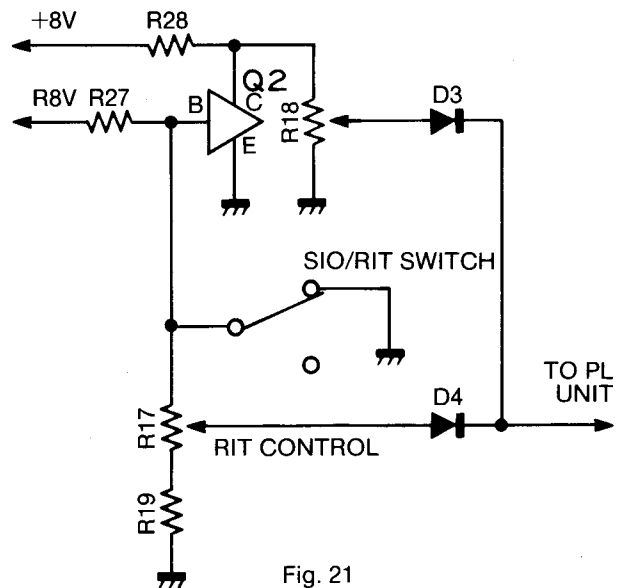 +8V
R28
Q2
R8V
R27
B
C
E
R18
D3
SIO/RIT SWITCH
TO PL
UNIT
D4
R17
RIT CONTROL
R19
Fig. 21